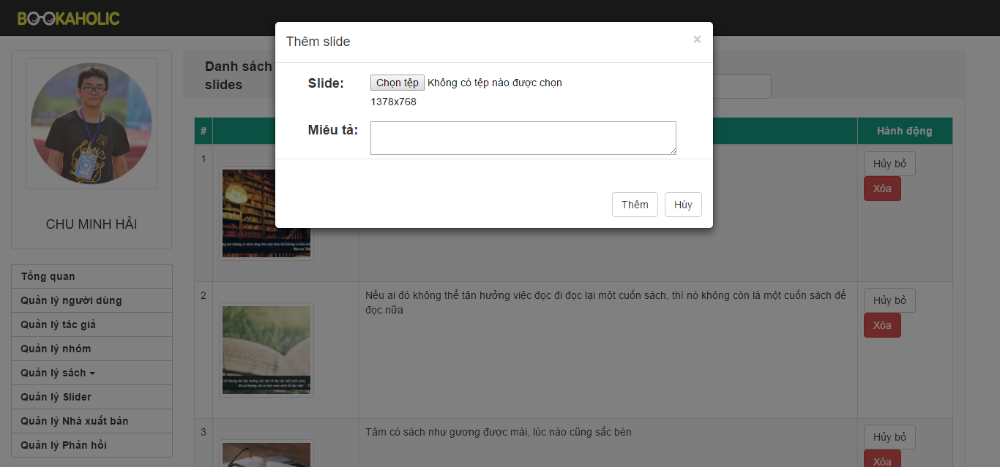 BOOKAHOLIC
Thêm slide
×
Slide:
Chọn tệp Không có tệp nào được chọn
1378x768
Miêu tả:
Thêm
Hủy
CHU MINH HẢI
Tổng quan
Quản lý người dùng
Quản lý tác giả
Quản lý nhóm
Quản lý sách
Quản lý Slider
Quản lý Nhà xuất bản
Quản lý Phản hồi
Danh sách
slides
#
Hành động
1
Hủy bỏ
Xóa
2
Nếu ai đó không thể tận hưởng việc đọc đi đọc lại một cuốn sách, thì nó không còn là một cuốn sách để
đọc nữa
Hủy bỏ
Xóa
3
Tâm có sách như gương được mài, lúc nào cũng sắc bén
Hủy bỏ
Xóa